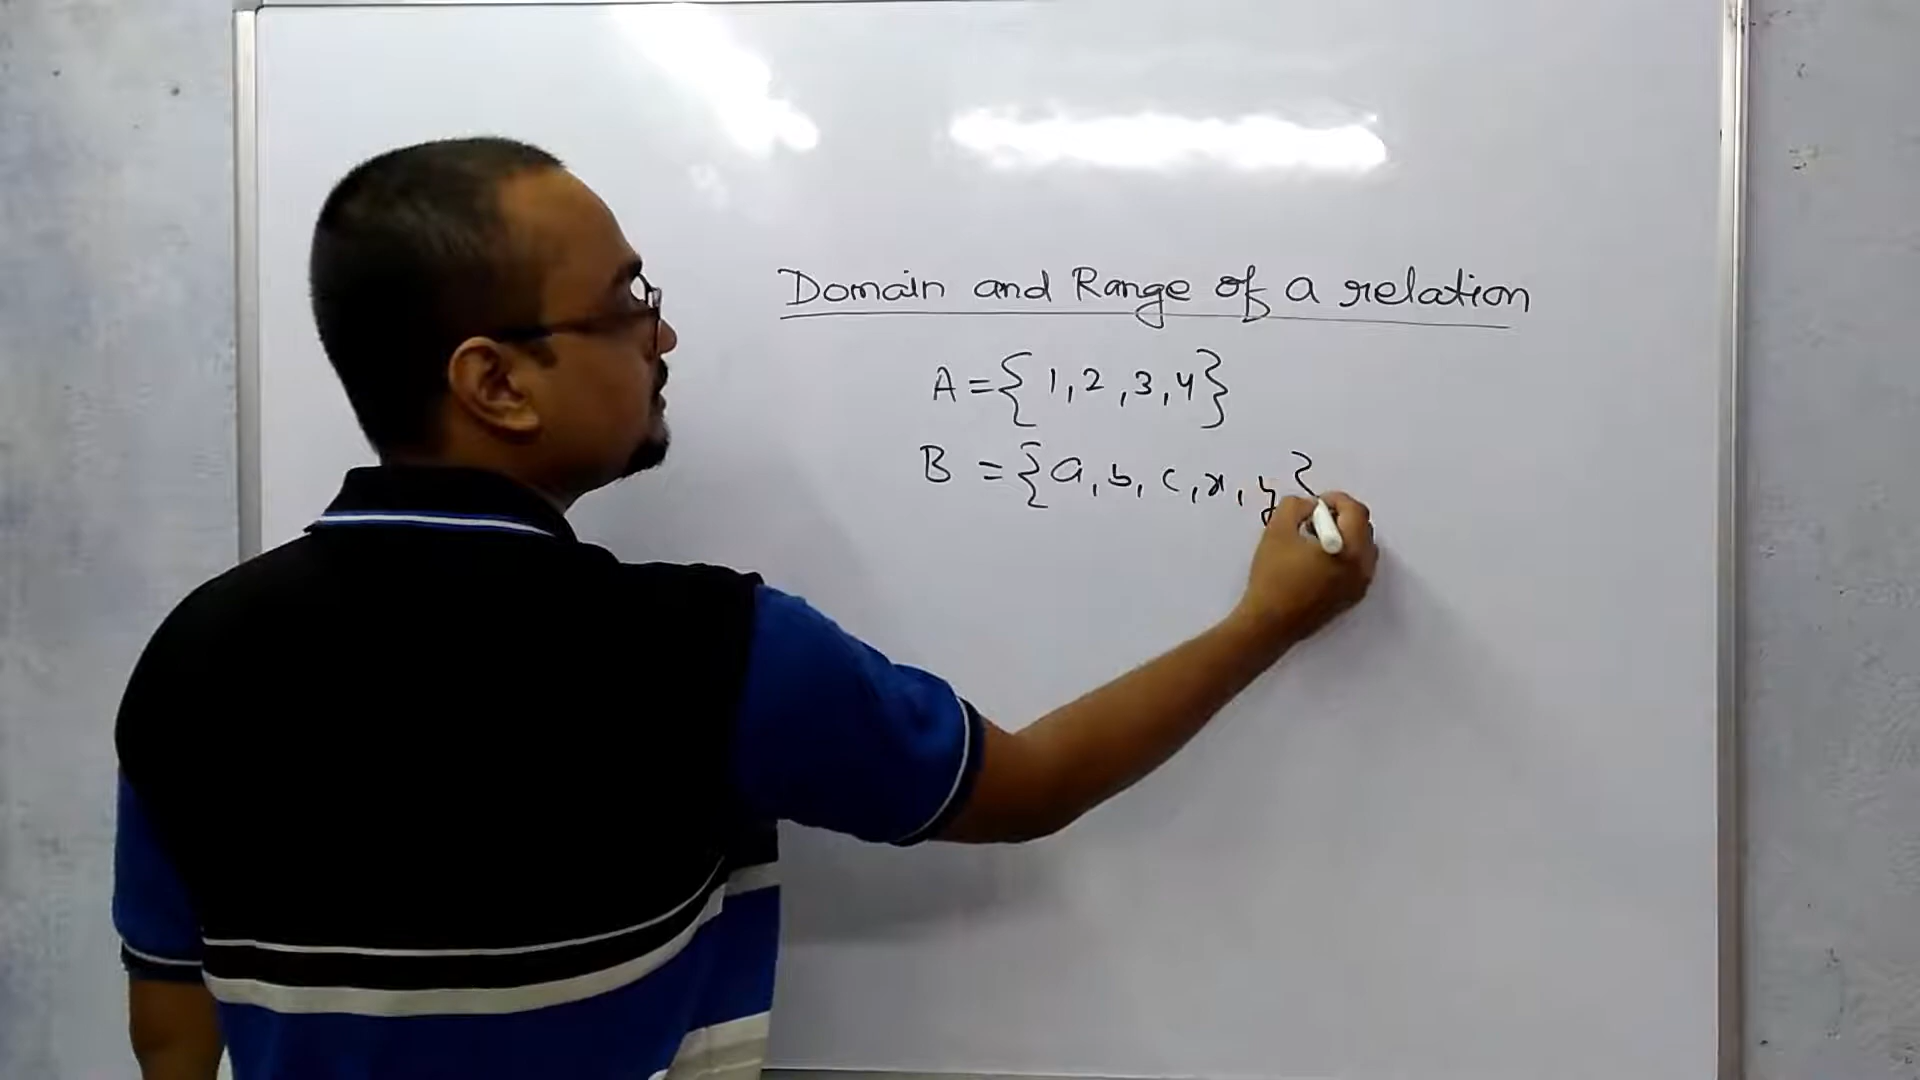 Domain and Range of a relation
A = { 1, 2, 3, 4 }
B = { a, b, c, x, y }